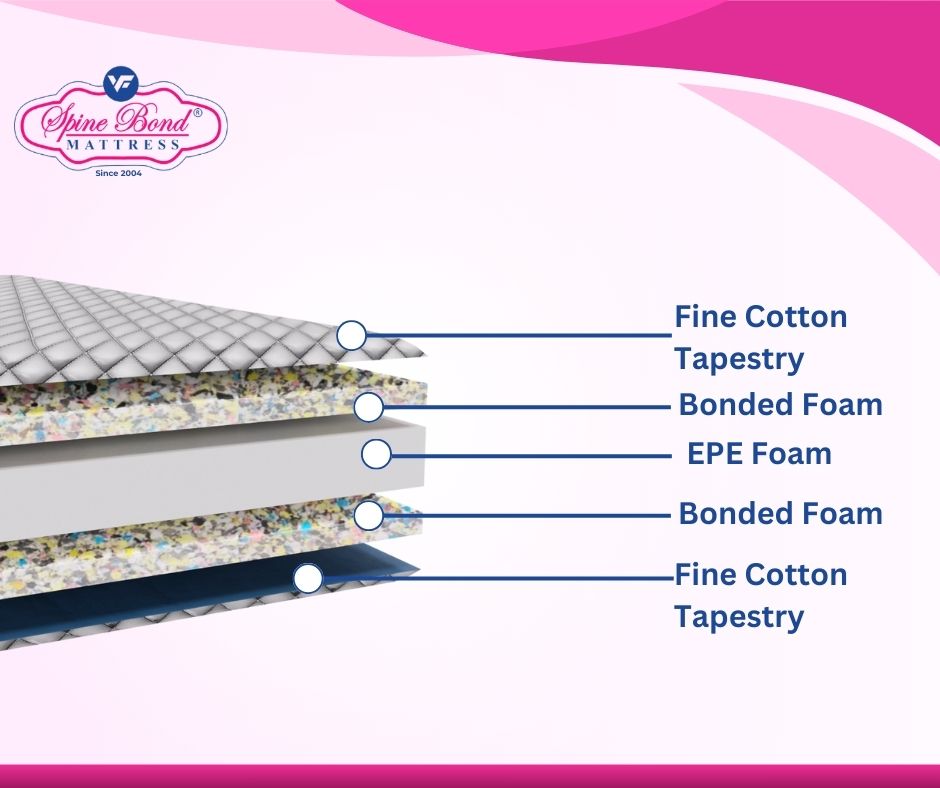 VF
Spine Bond®
MATTRESS
Since 2004
Fine Cotton
Tapestry
Bonded Foam
EPE Foam
Bonded Foam
Fine Cotton
Tapestry